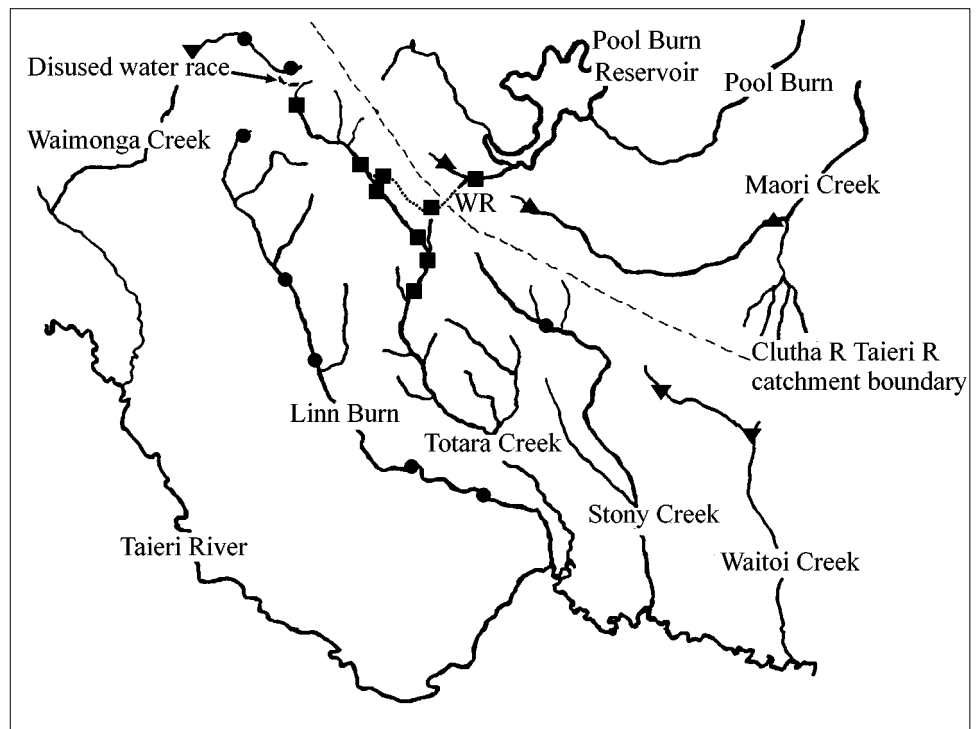 Pool Burn
Reservoir
Disused water race
Pool Burn
Waimonga Creek
Maori Creek
WR
Clutha R Taieri R
catchment boundary
Linn Burn
Totara Creek
Stony Creek
Taieri River
Waitoi Creek